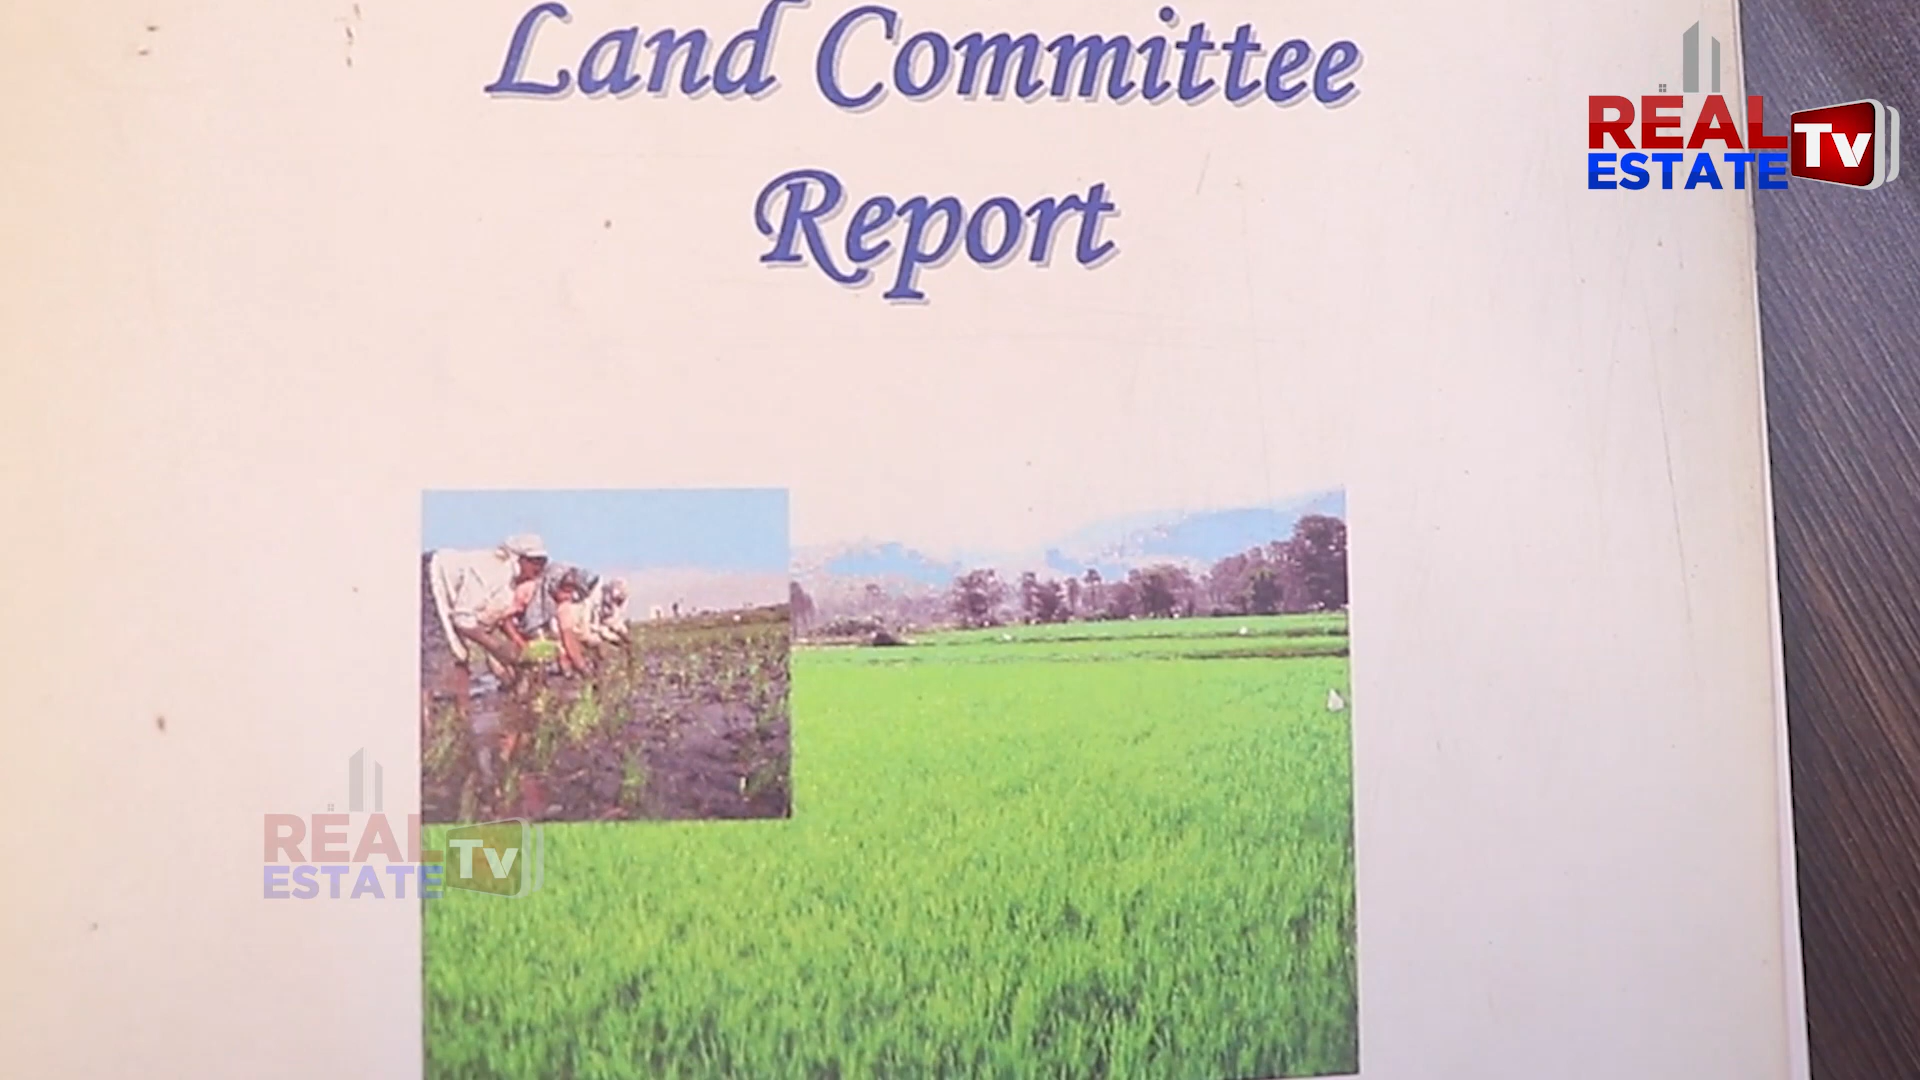 Land Committee
Report
REAL
ESTATE
Tv
REAL
ESTATE
Tv